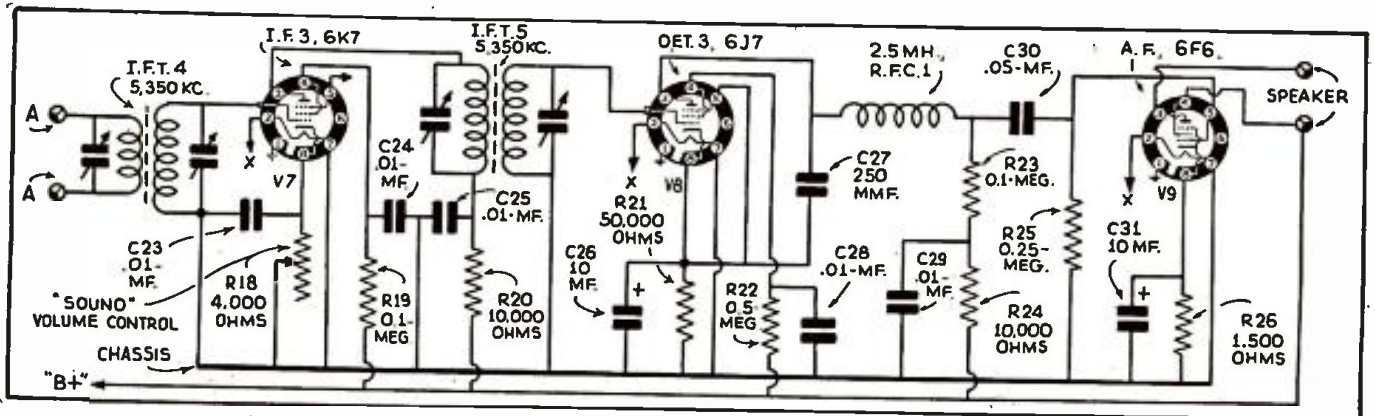 I.F.T.4
5,350 KC.
A
A
I.F.3, 6K7
X
V7
C23
.01-
MF.
R18
4,000
OHMS
"SOUND"
VOLUME CONTROL
CHASSIS
"B+"
C24
.01-
MF.
R19
0.1-
MEG
I.F.T.5
5,350KC.
C25
.01-MF.
R20
10,000
OHMS
DET.3, 6J7
X
V8
R21
50,000
OHMS
C26
10
MF.
+
R22
0.5
MEG
C27
250
MMF.
C28
.01-MF.
2.5 MH.
R.F.C.1
C30
.05-MF.
R23
0.1-MEG.
C29
.01-
MF.
R24
10,000
OHMS
R25
0.25-
MEG.
A.F., 6F6
X
V9
C31
10 MF.
+
R26
1,500
OHMS
SPEAKER